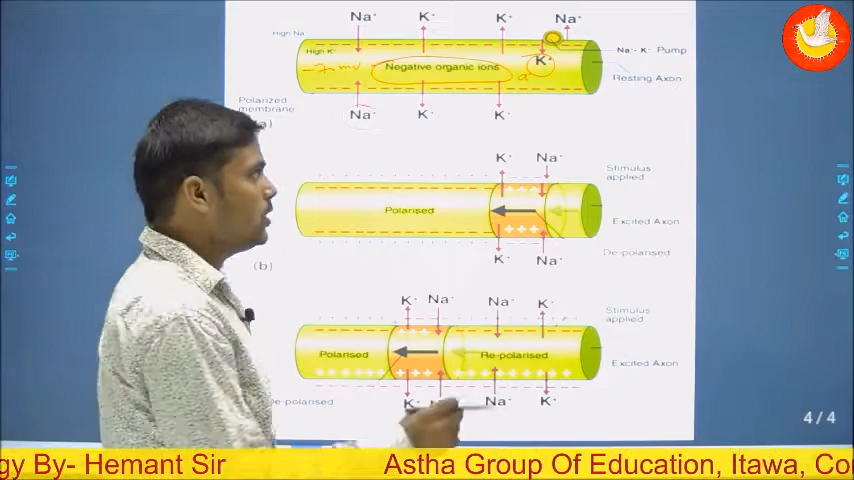 Na⁺ K⁺ K⁺ Na⁺
High Na
High K⁺
K⁺
Na⁺- K⁺ Pump
-7 mv
Negative organic ions
Resting Axon
Polarized
membrane
Na⁺ K⁺ K⁺
K⁺ Na⁺
Stimulus
applied
Polarised
Excited Axon
K⁺ Na⁺
De-polarised
(b)
K⁺ Na⁺ Na⁺ K⁺
Stimulus
applied
Polarised
Re-polarised
Excited Axon
K⁺ Na⁺ K⁺
e-polarised
4 / 4
gy By- Hemant Sir Astha Group Of Education, Itawa, Co